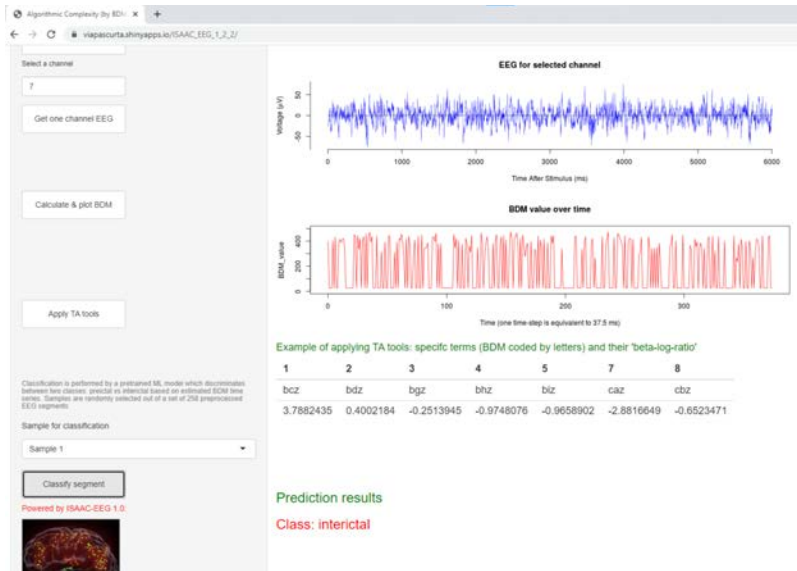 Algorithmic Complexity (by BDM
viapascurta.shinyapps.io/ISAAC_EEG_1_2_2/
Select a channel
7
Get one channel EEG
Calculate & plot BDM
Apply TA tools
Classification is performed by a pretrained ML model which discriminates
between two classes: preictal vs interictal based on estimated BDM time
series. Samples are randomly selected out of a set of 258 preprocessed
EEG segments.
Sample for classification
Sample 1
Classify segment
Powered by ISAAC-EEG 1.0.
EEG for selected channel
Voltage (µV)
50
0
-50
0 1000 2000 3000 4000 5000 6000
Time After Stimulus (ms)
BDM value over time
BDM_value
400
200
0
0 100 200 300
Time (one time-step is equivalent to 37.5 ms)
Example of applying TA tools: specifc terms (BDM coded by letters) and their 'beta-log-ratio'
1 2 3 4 5 7 8
bcz bdz bgz bhz biz caz cbz
3.7882435 0.4002184 -0.2513945 -0.9748076 -0.9658902 -2.8816649 -0.6523471
Prediction results
Class: interictal